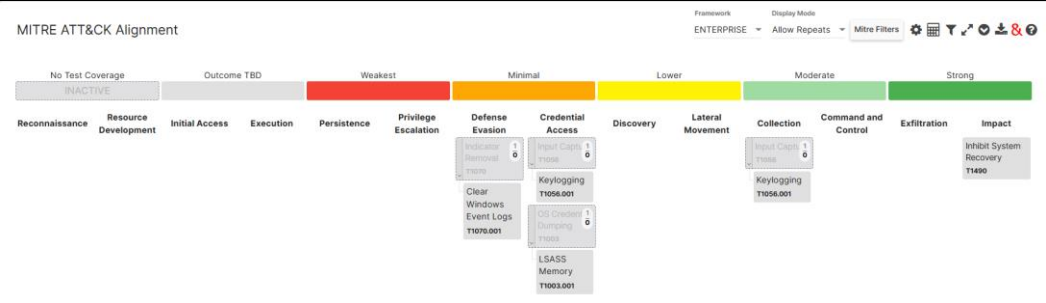 Framework
Display Mode
MITRE ATT&CK Alignment
ENTERPRISE
Allow Repeats
Mitre Filters
&
No Test Coverage
Outcome TBD
Weakest
Minimal
Lower
Moderate
Strong
INACTIVE
Reconnaissance
Resource
Development
Initial Access
Execution
Persistence
Privilege
Escalation
Defense
Evasion
Credential
Access
Discovery
Lateral
Movement
Collection
Command and
Control
Exfiltration
Impact
Indicator
Removal
T1070
1
0
Clear
Windows
Event Logs
T1070.001
Input Captu
T1056
1
0
Keylogging
T1056.001
OS Credent
Dumping
T1003
1
0
LSASS
Memory
T1003.001
Input Captu
T1056
1
0
Keylogging
T1056.001
Inhibit System
Recovery
T1490